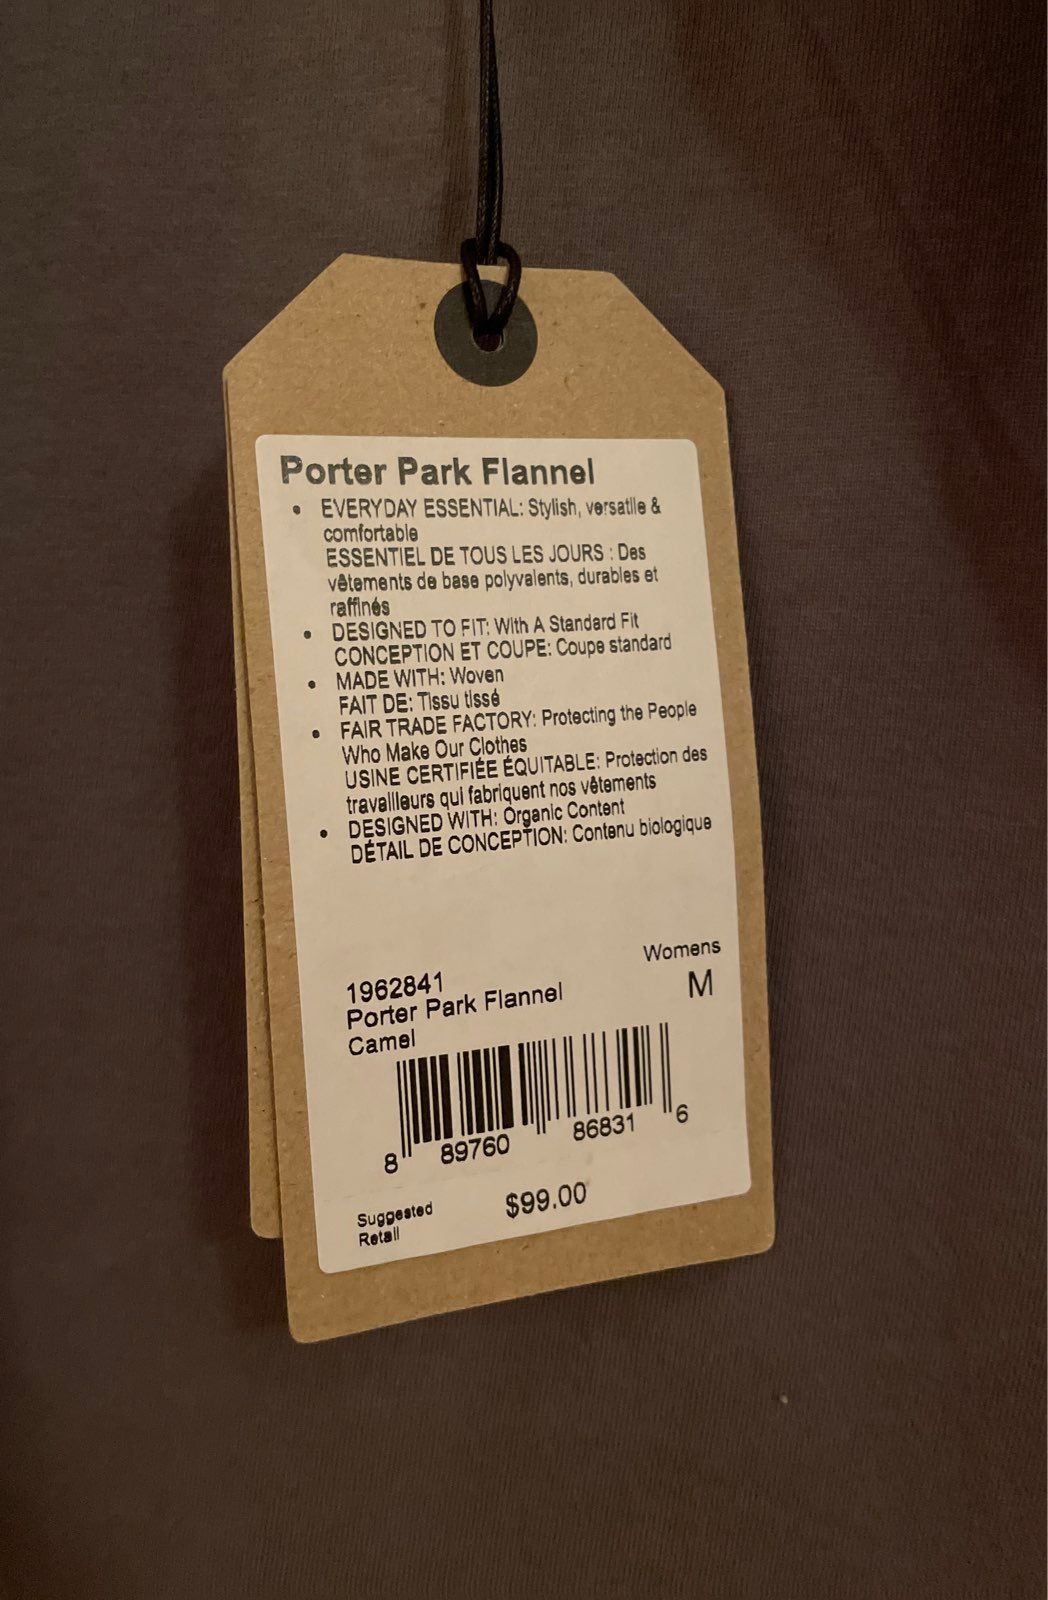 Porter Park Flannel
• EVERYDAY ESSENTIAL: Stylish, versatile &
comfortable
ESSENTIEL DE TOUS LES JOURS : Des
vêtements de base polyvalents, durables et
raffinés
• DESIGNED TO FIT: With A Standard Fit
CONCEPTION ET COUPE: Coupe standard
• MADE WITH: Woven
FAIT DE: Tissu tissé
• FAIR TRADE FACTORY: Protecting the People
Who Make Our Clothes
USINE CERTIFIÉE ÉQUITABLE: Protection des
travailleurs qui fabriquent nos vêtements
• DESIGNED WITH: Organic Content
DÉTAIL DE CONCEPTION: Contenu biologique
Womens
M
1962841
Porter Park Flannel
Camel
8 89760 86831 6
Suggested
Retail
$99.00